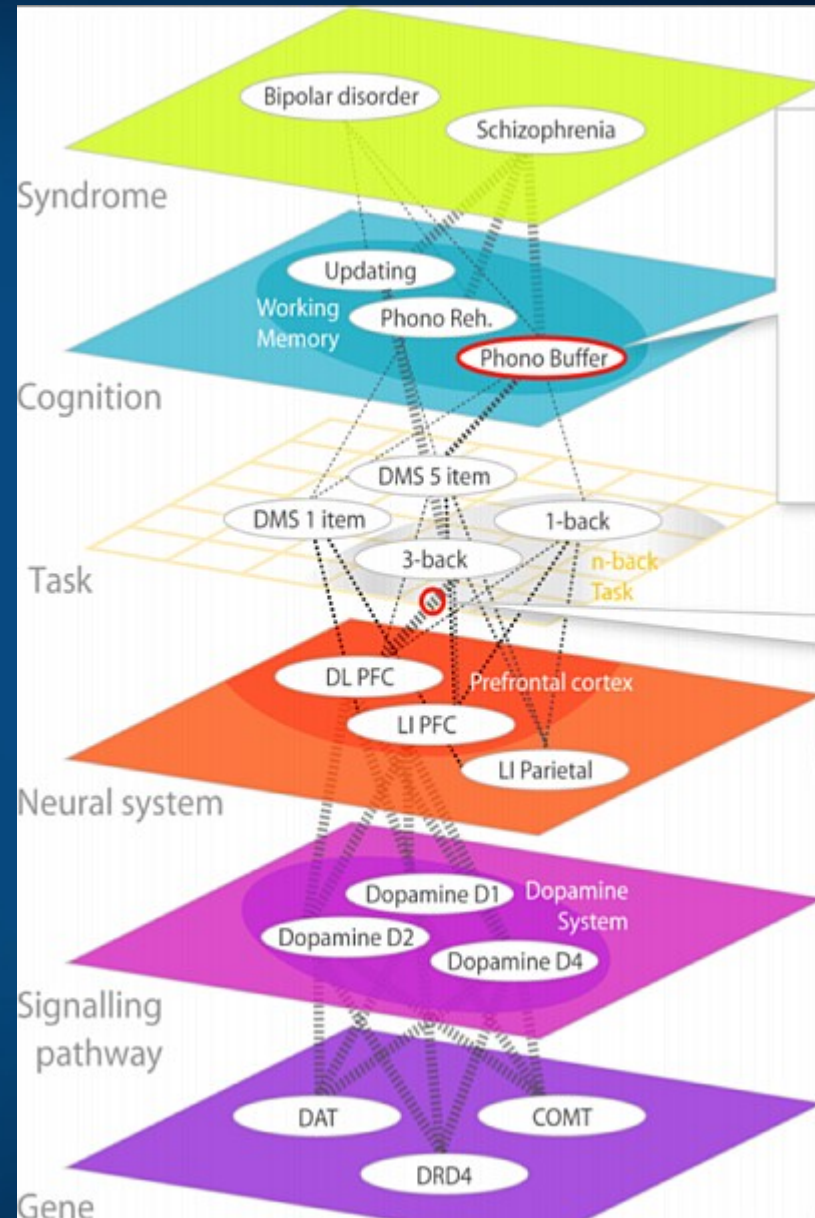 Bipolar disorder
Schizophrenia
Syndrome
Updating
Working
Memory
Phono Reh.
Phono Buffer
Cognition
DMS 5 item
DMS 1 item
1-back
3-back
n-back
Task
Task
DL PFC
Prefrontal cortex
LI PFC
LI Parietal
Neural system
Dopamine D1
Dopamine
System
Dopamine D2
Dopamine D4
Signalling
pathway
DAT
COMT
DRD4
Gene